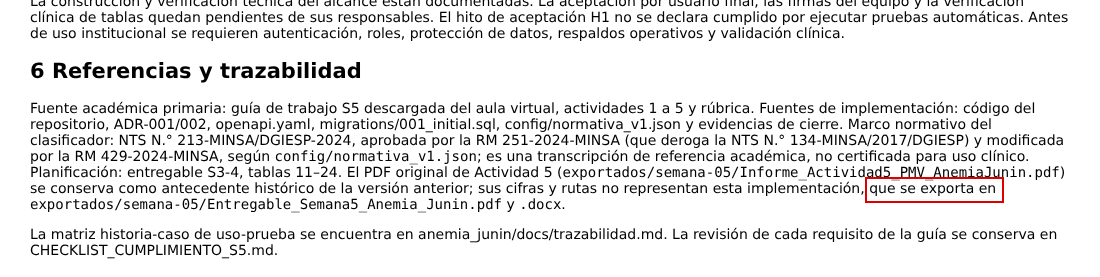 La construcción y verificación técnica del alcance están documentadas. La aceptación por usuario final, las firmas del equipo y la verificación
clínica de tablas quedan pendientes de sus responsables. El hito de aceptación H1 no se declara cumplido por ejecutar pruebas automáticas. Antes
de uso institucional se requieren autenticación, roles, protección de datos, respaldos operativos y validación clínica.
6 Referencias y trazabilidad
Fuente académica primaria: guía de trabajo S5 descargada del aula virtual, actividades 1 a 5 y rúbrica. Fuentes de implementación: código del
repositorio, ADR-001/002, openapi.yaml, migrations/001_initial.sql, config/normativa_v1.json y evidencias de cierre. Marco normativo del
clasificador: NTS N.° 213-MINSA/DGIESP-2024, aprobada por la RM 251-2024-MINSA (que deroga la NTS N.° 134-MINSA/2017/DGIESP) y modificada
por la RM 429-2024-MINSA, según config/normativa_v1.json; es una transcripción de referencia académica, no certificada para uso clínico.
Planificación: entregable S3-4, tablas 11–24. El PDF original de Actividad 5 (exportados/semana-05/Informe_Actividad5_PMV_AnemiaJunin.pdf)
se conserva como antecedente histórico de la versión anterior; sus cifras y rutas no representan esta implementación, que se exporta en
exportados/semana-05/Entregable_Semana5_Anemia_Junin.pdf y .docx.
La matriz historia-caso de uso-prueba se encuentra en anemia_junin/docs/trazabilidad.md. La revisión de cada requisito de la guía se conserva en
CHECKLIST_CUMPLIMIENTO_S5.md.